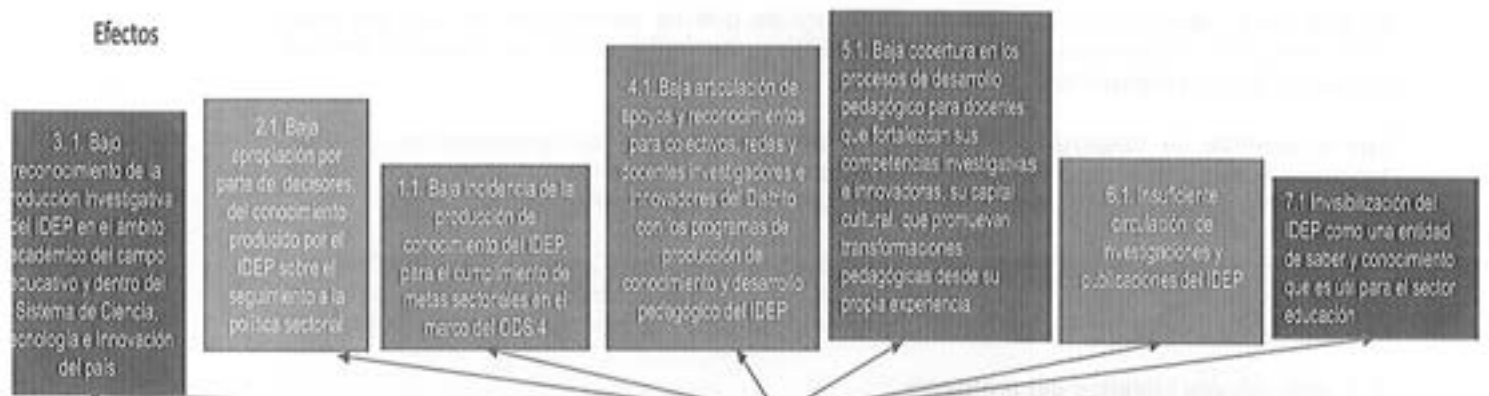 Efectos
3. 1. Bajo
reconocimiento de la
roducción Investigativa
del IDEP en el ámbito
académico del campo
educativo y dentro del
Sistema de Ciencia,
ecnología e Innovación
del país
2.1. Baja
apropiación por
parte de decisores,
del conocimiento
producido por el
IDEP sobre el
seguimiento a la
política sectorial
1.1. Baja incidencia de la
producción de
conocimiento del IDEP,
para el cumplimiento de
metas sectoriales en el
marco del ODS 4
4.1. Baja articulación de
apoyos y reconocimientos
para colectivos, redes y
docentes investigadores e
innovadores del Distrito
con los programas de
producción de
conocimiento y desarrollo
pedagógico del IDEP
5.1. Baja cobertura en los
procesos de desarrollo
pedagógico para docentes
que fortalezcan sus
competencias investigativas
e innovadoras, su capital
cultural, que promuevan
transformaciones
pedagógicas desde su
propia experiencia
6.1. Insuficiente
circulación de
investigaciones y
publicaciones del IDEP
7.1 Invisibilización del
IDEP como una entidad
de saber y conocimiento
que es útil para el sector
educación